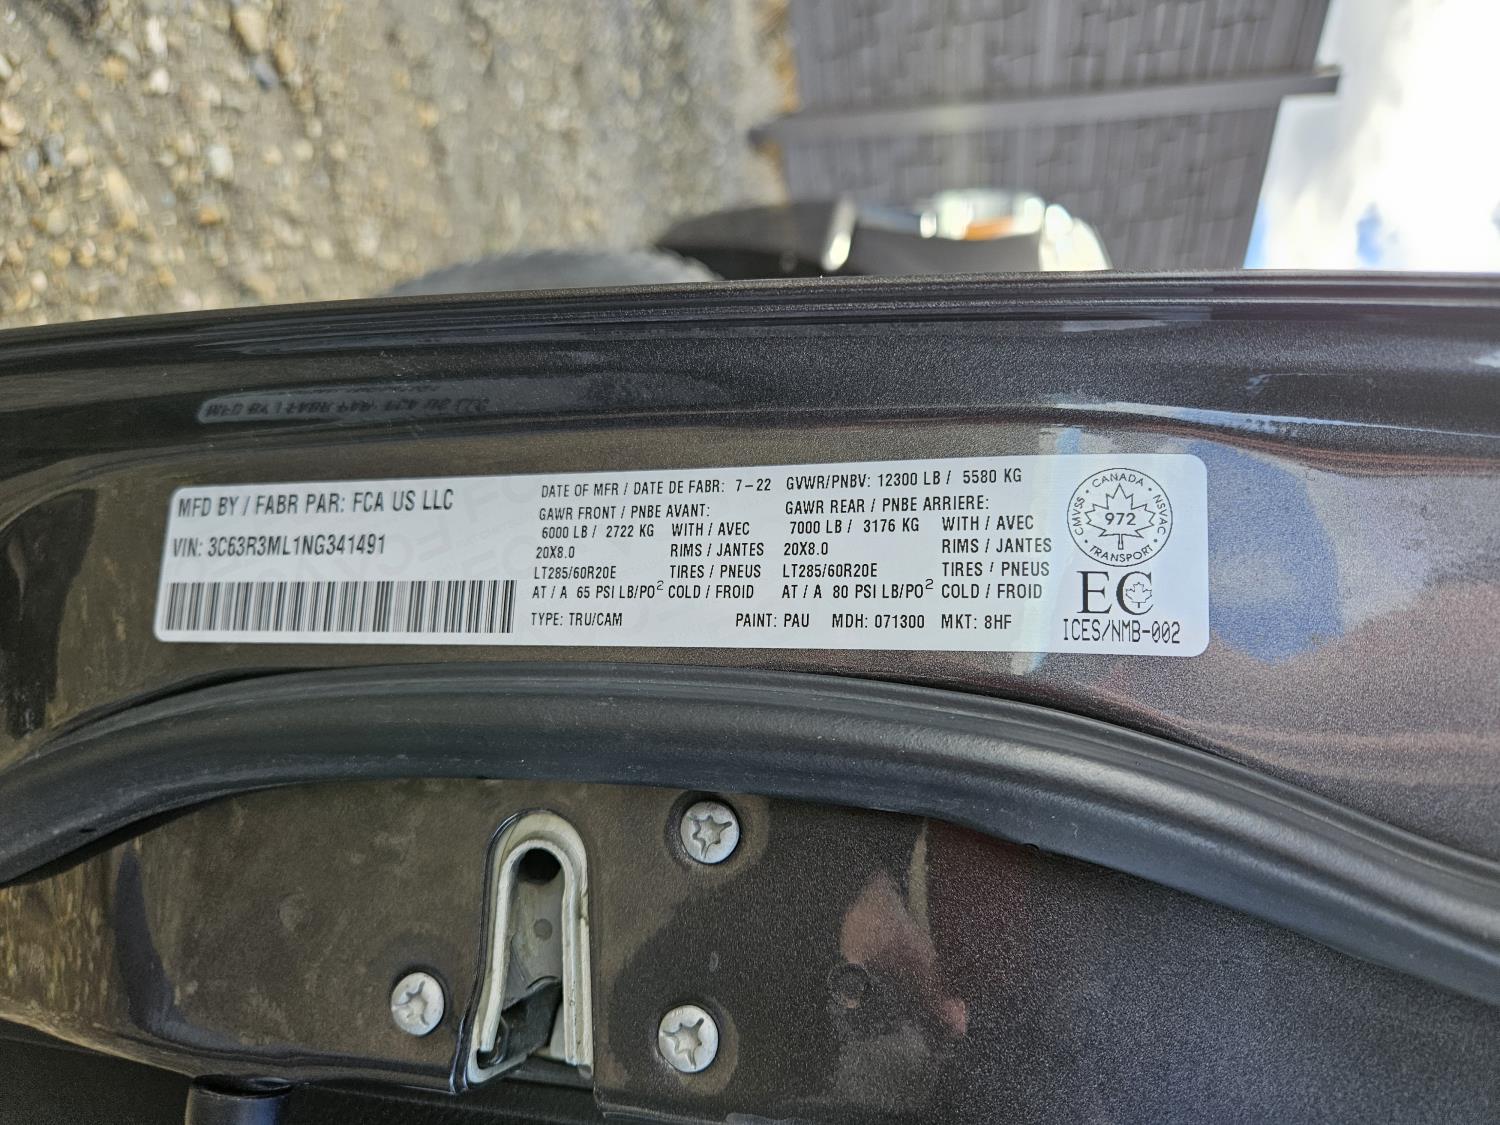 MFD BY / FABR PAR: FCA US LLC
VIN: 3C63R3ML1NG341491
DATE OF MFR / DATE DE FABR: 7-22 GVWR/PNBV: 12300 LB / 5580 KG
GAWR FRONT / PNBE AVANT: GAWR REAR / PNBE ARRIERE:
6000 LB / 2722 KG WITH / AVEC 7000 LB / 3176 KG WITH / AVEC
20X8.0 RIMS / JANTES 20X8.0 RIMS / JANTES
LT285/60R20E TIRES / PNEUS LT285/60R20E TIRES / PNEUS
AT / A 65 PSI LB/PO² COLD / FROID AT / A 80 PSI LB/PO² COLD / FROID
TYPE: TRU/CAM PAINT: PAU MDH: 071300 MKT: 8HF
CANADA
CMVSS NSVAC
972
TRANSPORT
EC
ICES/NMB-002